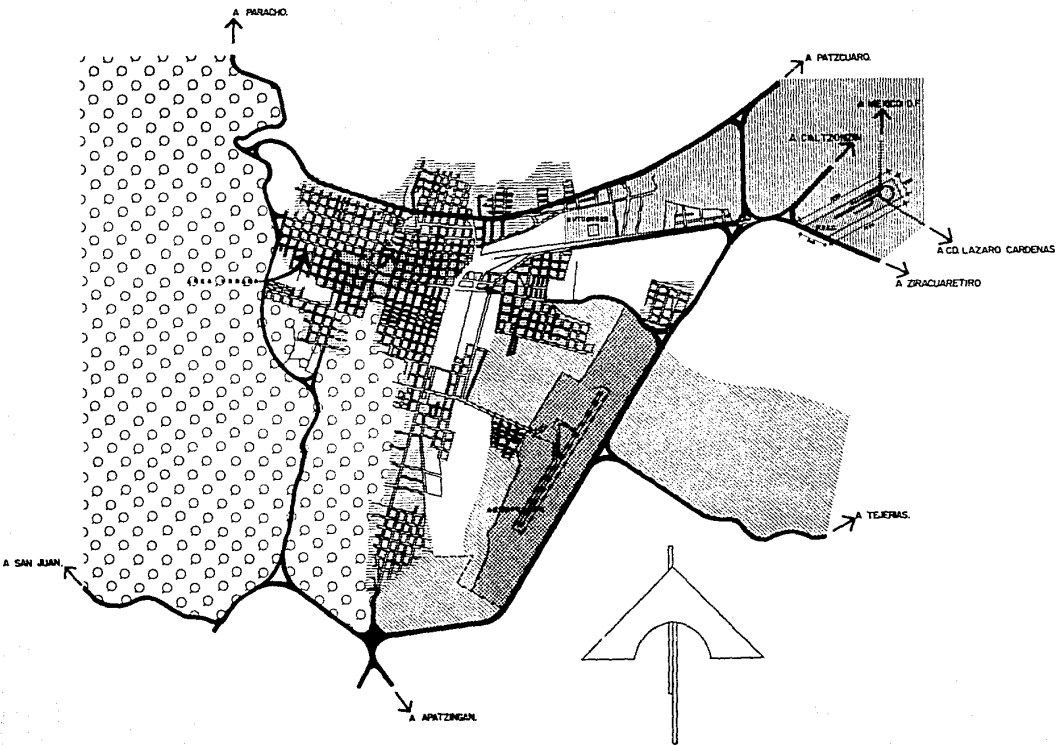 A PARACHO.
A PATZCUARO.
A MEXICO D.F
A CALTZONZIN
A CD. LAZARO CARDENAS
A ZIRACUARETIRO
A TEJERIAS.
A SAN JUAN.
A APATZINGAN.